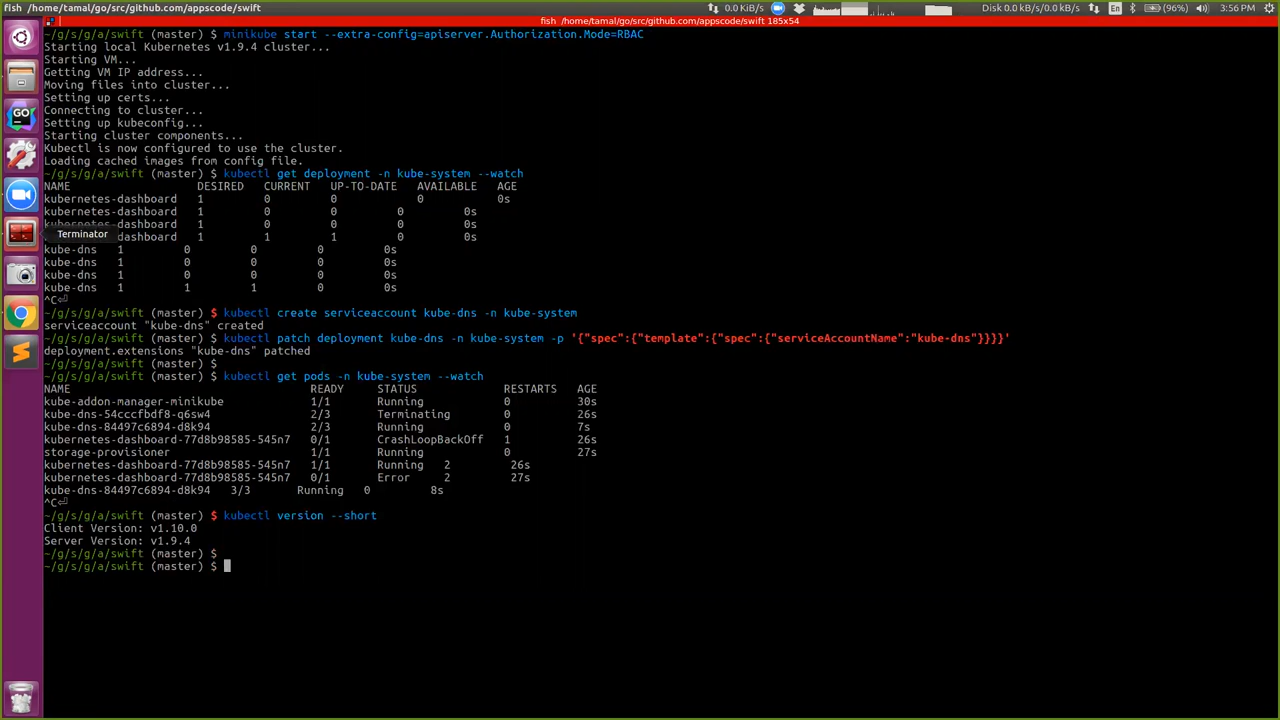 fish /home/tamal/go/src/github.com/appscode/swift 0.0 KiB/s Disk 0.0 kB/s/0.0 kB/s En (96%) 3:56 PM
fish /home/tamal/go/src/github.com/appscode/swift 185x54
~/g/s/g/a/swift (master) $ minikube start --extra-config=apiserver.Authorization.Mode=RBAC
Starting local Kubernetes v1.9.4 cluster...
Starting VM...
Getting VM IP address...
Moving files into cluster...
Setting up certs...
Connecting to cluster...
Setting up kubeconfig...
Starting cluster components...
Kubectl is now configured to use the cluster.
Loading cached images from config file.
~/g/s/g/a/swift (master) $ kubectl get deployment -n kube-system --watch
NAME DESIRED CURRENT UP-TO-DATE AVAILABLE AGE
kubernetes-dashboard 1 0 0 0 0s
kubernetes-dashboard 1 0 0 0 0s
kubernetes-dashboard 1 0 0 0 0s
Terminator
dashboard 1 1 1 0 0s
kube-dns 1 0 0 0 0s
kube-dns 1 0 0 0 0s
kube-dns 1 0 0 0 0s
kube-dns 1 1 1 0 0s
^C⏎
~/g/s/g/a/swift (master) $ kubectl create serviceaccount kube-dns -n kube-system
serviceaccount "kube-dns" created
~/g/s/g/a/swift (master) $ kubectl patch deployment kube-dns -n kube-system -p '{"spec":{"template":{"spec":{"serviceAccountName":"kube-dns"}}}}'
deployment.extensions "kube-dns" patched
~/g/s/g/a/swift (master) $
~/g/s/g/a/swift (master) $ kubectl get pods -n kube-system --watch
NAME READY STATUS RESTARTS AGE
kube-addon-manager-minikube 1/1 Running 0 30s
kube-dns-54cccfbdf8-q6sw4 2/3 Terminating 0 26s
kube-dns-84497c6894-d8k94 2/3 Running 0 7s
kubernetes-dashboard-77d8b98585-545n7 0/1 CrashLoopBackOff 1 26s
storage-provisioner 1/1 Running 0 27s
kubernetes-dashboard-77d8b98585-545n7 1/1 Running 2 26s
kubernetes-dashboard-77d8b98585-545n7 0/1 Error 2 27s
kube-dns-84497c6894-d8k94 3/3 Running 0 8s
^C⏎
~/g/s/g/a/swift (master) $ kubectl version --short
Client Version: v1.10.0
Server Version: v1.9.4
~/g/s/g/a/swift (master) $
~/g/s/g/a/swift (master) $
GO